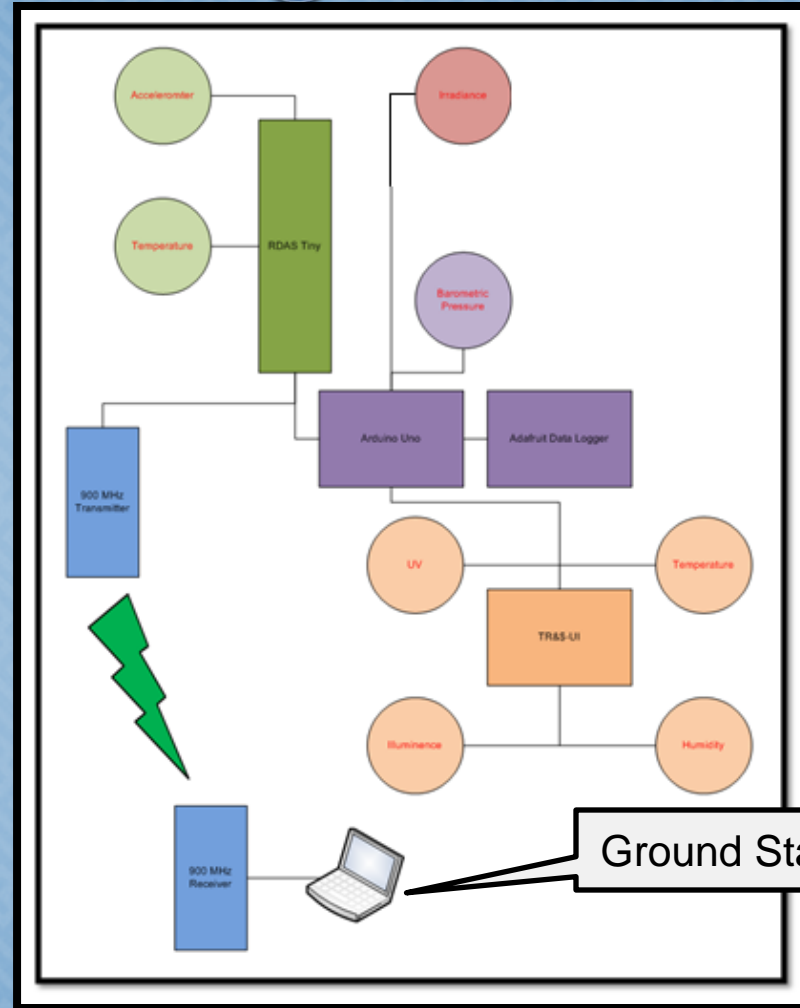 Acceleromter
Irradiance
Temperature
RDAS Tiny
Barometric
Pressure
Arduino Uno
Adafruit Data Logger
900 MHz
Transmitter
UV
Temperature
TR&S-UI
Illuminence
Humidity
900 MHz
Receiver
Ground Sta